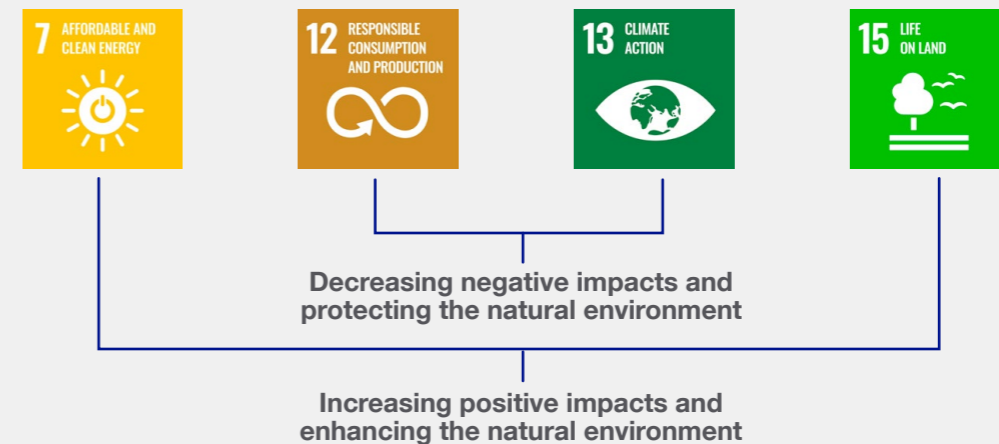 7 AFFORDABLE AND
CLEAN ENERGY
12 RESPONSIBLE
CONSUMPTION
AND PRODUCTION
13 CLIMATE
ACTION
15 LIFE
ON LAND
Decreasing negative impacts and
protecting the natural environment
Increasing positive impacts and
enhancing the natural environment